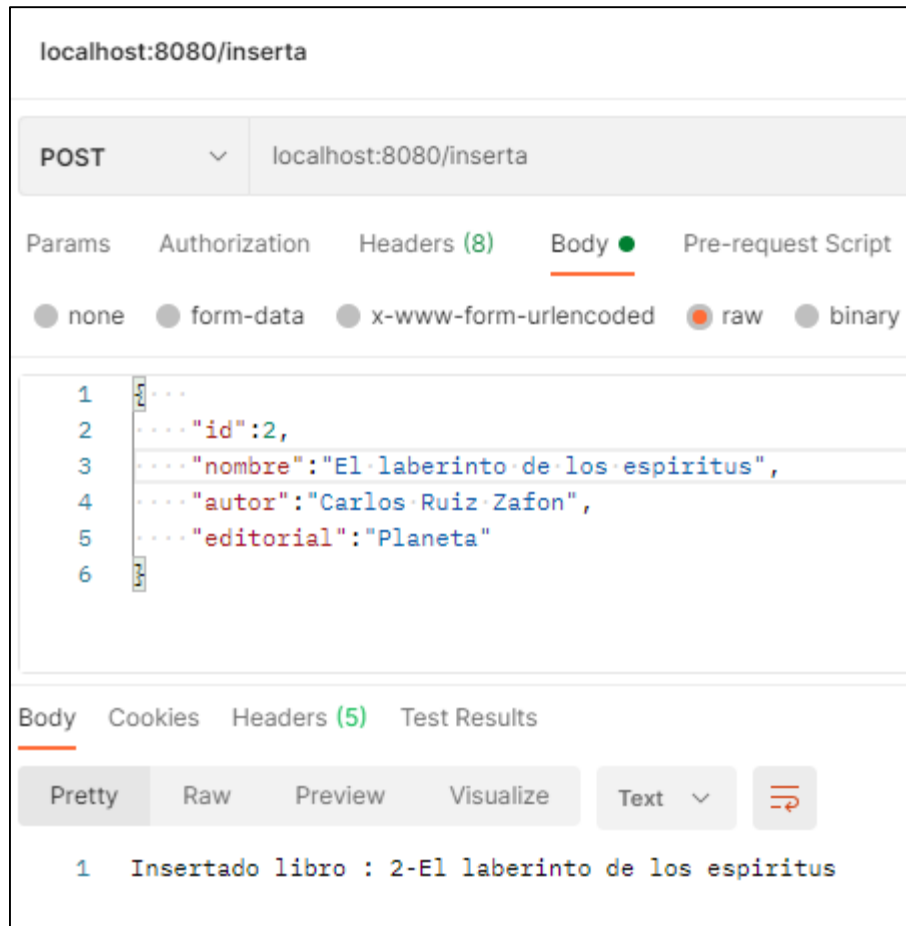 localhost:8080/inserta
POST localhost:8080/inserta
Params Authorization Headers (8) Body Pre-request Script
none form-data x-www-form-urlencoded raw binary
1 {
2 "id":2,
3 "nombre":"El laberinto de los espiritus",
4 "autor":"Carlos Ruiz Zafon",
5 "editorial":"Planeta"
6 }
Body Cookies Headers (5) Test Results
Pretty Raw Preview Visualize Text
1 Insertado libro : 2-El laberinto de los espiritus